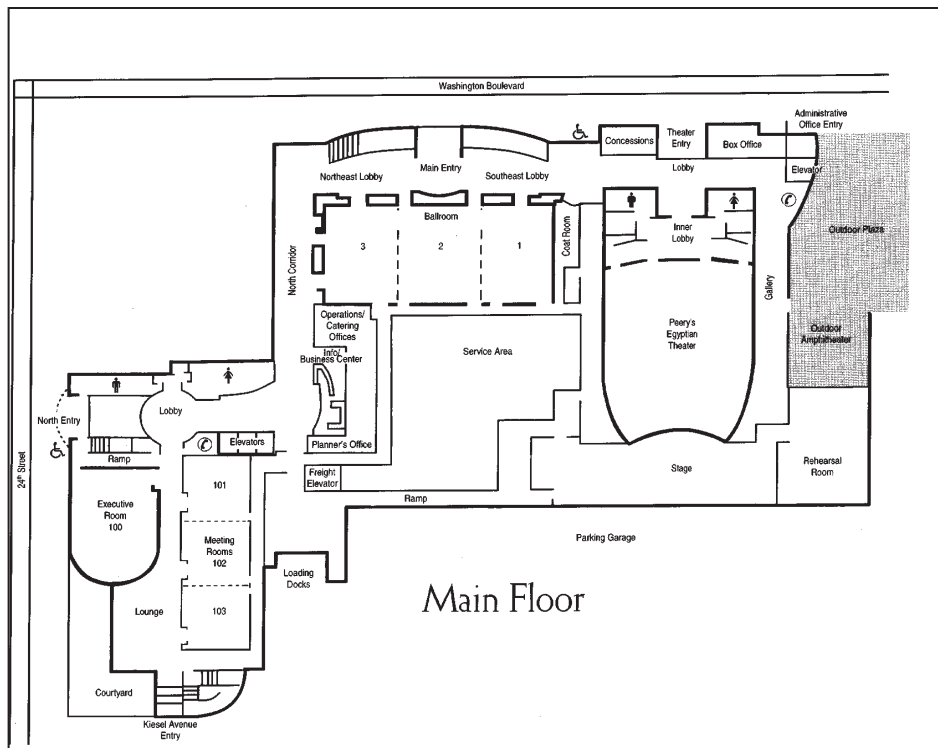 Washington Boulevard
Administrative
Office Entry
Concessions
Theater
Entry
Box Office
Main Entry
Northeast Lobby
Southeast Lobby
Lobby
Elevator
Ballroom
Inner
Lobby
Outdoor Plaza
3
2
1
Coat Room
North Corridor
Gallery
Operations/
Catering
Offices
Info/
Business Center
Service Area
Peery's
Egyptian
Theater
Outdoor
Amphitheater
North Entry
Lobby
Elevators
Planner's Office
Ramp
24th Street
101
Freight
Elevator
Stage
Rehearsal
Room
Ramp
Executive
Room
100
Meeting
Rooms
102
Parking Garage
Loading
Docks
Main Floor
Lounge
103
Courtyard
Kiesel Avenue
Entry